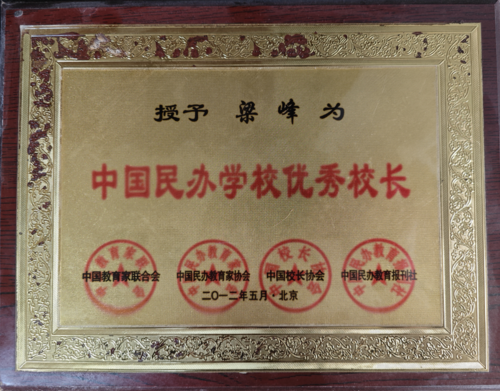 授予 梁峰 为
中国民办学校优秀校长
中国教育家联合会 中国民办教育家协会 中国校长协会 中国民办教育报刊社
二〇一二年五月·北京